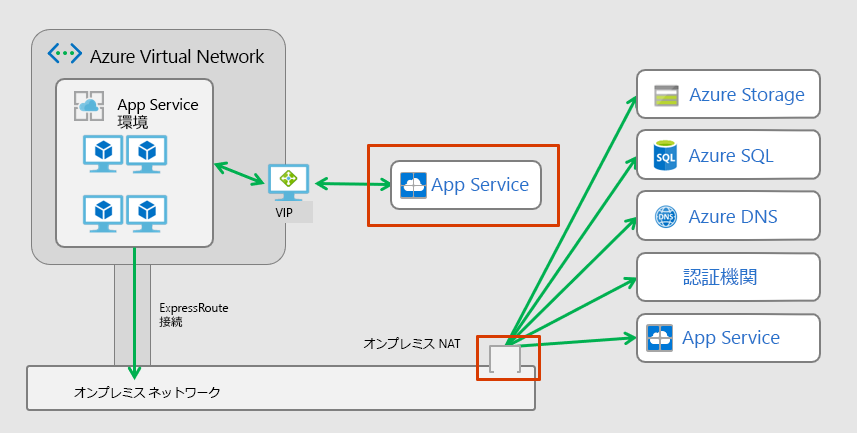 Azure Virtual Network
App Service
環境
VIP
App Service
ExpressRoute
接続
オンプレミス NAT
オンプレミス ネットワーク
Azure Storage
SQL
Azure SQL
DNS
Azure DNS
認証機関
App Service